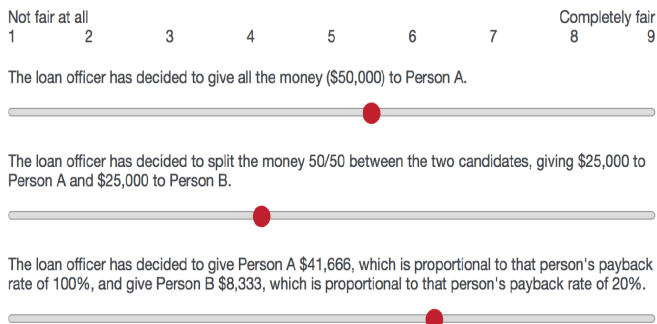 Not fair at all Completely fair
1 2 3 4 5 6 7 8 9
The loan officer has decided to give all the money ($50,000) to Person A.
The loan officer has decided to split the money 50/50 between the two candidates, giving $25,000 to
Person A and $25,000 to Person B.
The loan officer has decided to give Person A $41,666, which is proportional to that person's payback
rate of 100%, and give Person B $8,333, which is proportional to that person's payback rate of 20%.